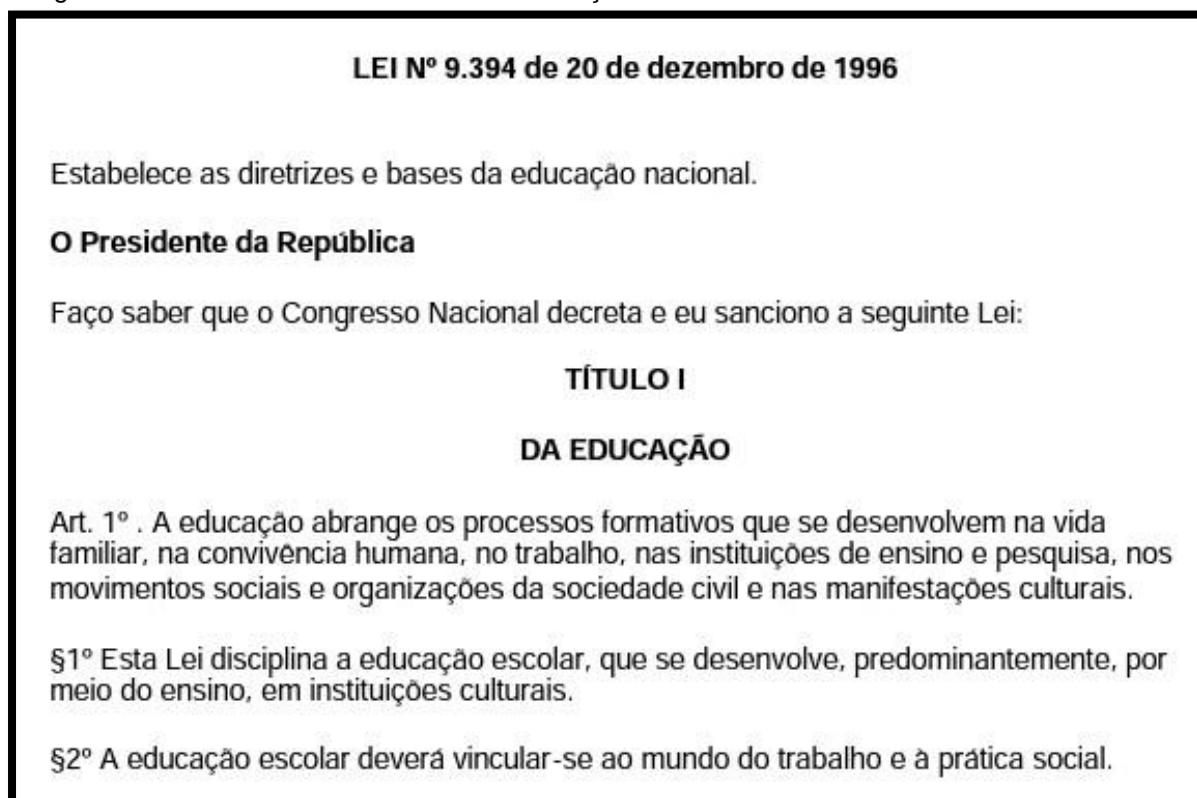 LEI Nº 9.394 de 20 de dezembro de 1996
Estabelece as diretrizes e bases da educação nacional.
O Presidente da República
Faço saber que o Congresso Nacional decreta e eu sanciono a seguinte Lei:
TÍTULO I
DA EDUCAÇÃO
Art. 1º . A educação abrange os processos formativos que se desenvolvem na vida
familiar, na convivência humana, no trabalho, nas instituições de ensino e pesquisa, nos
movimentos sociais e organizações da sociedade civil e nas manifestações culturais.
§1º Esta Lei disciplina a educação escolar, que se desenvolve, predominantemente, por
meio do ensino, em instituições culturais.
§2º A educação escolar deverá vincular-se ao mundo do trabalho e à prática social.